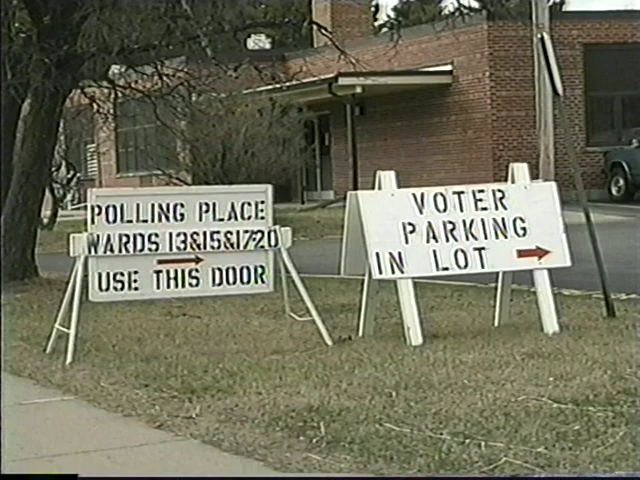 POLLING PLACE
WARDS 13&15&17&20
USE THIS DOOR
VOTER
PARKING
IN LOT